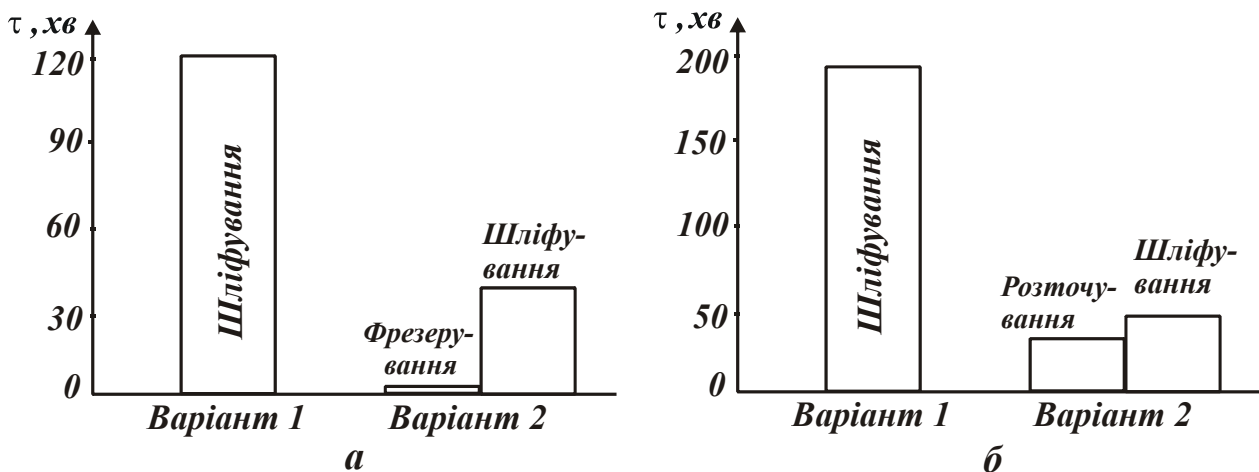 τ , хв
120
90
60
30
0
Шліфування
Фрезеру-
вання
Шліфу-
вання
Варіант 1
Варіант 2
а
τ , хв
200
150
100
50
0
Шліфування
Розточу-
вання
Шліфу-
вання
Варіант 1
Варіант 2
б